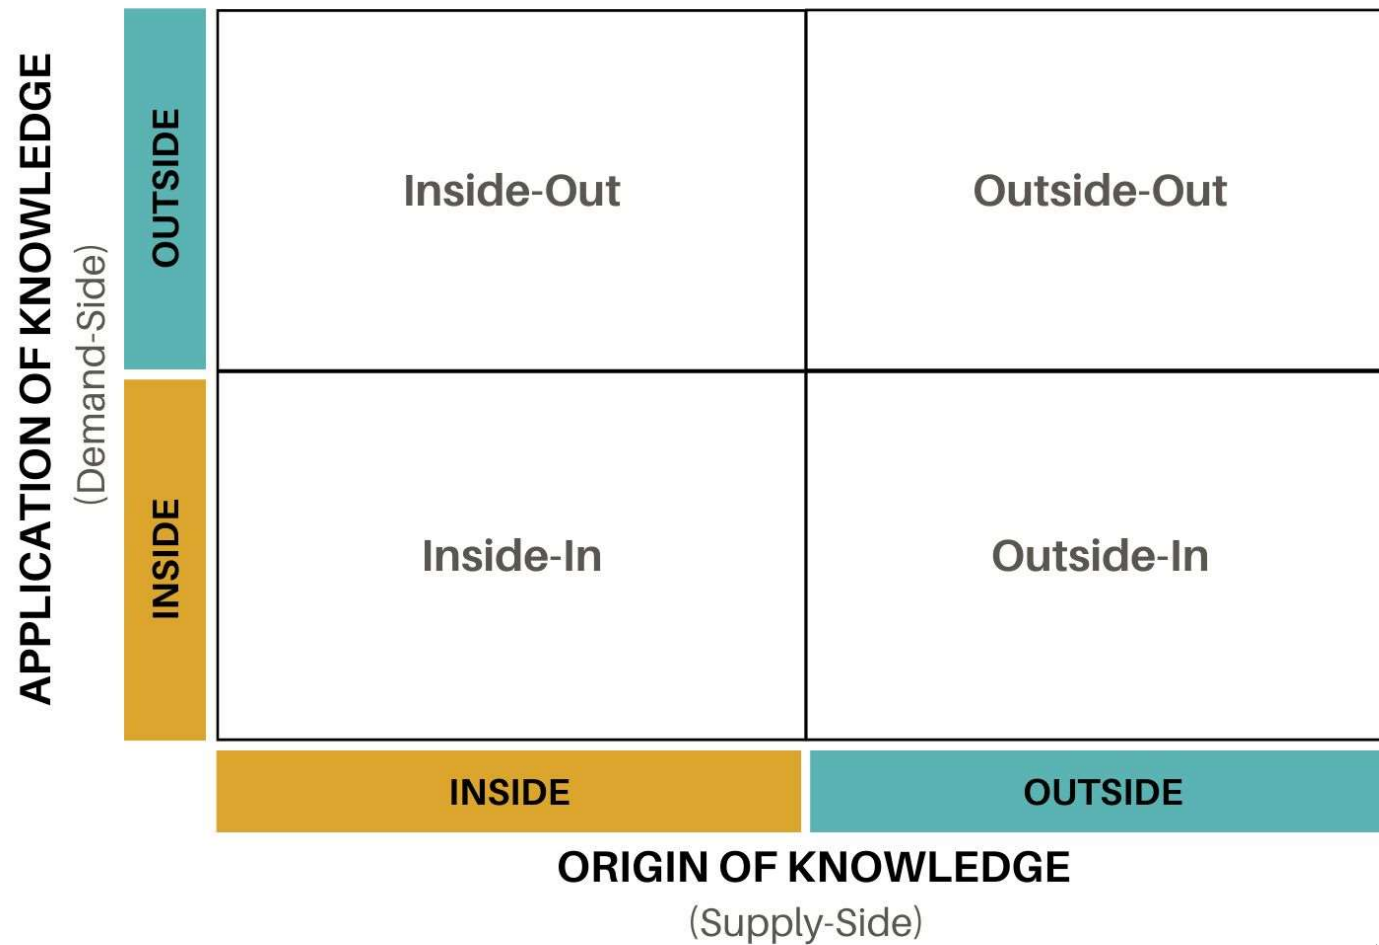 APPLICATION OF KNOWLEDGE
(Demand-Side)
OUTSIDE
INSIDE
Inside-Out
Outside-Out
Inside-In
Outside-In
INSIDE
OUTSIDE
ORIGIN OF KNOWLEDGE
(Supply-Side)